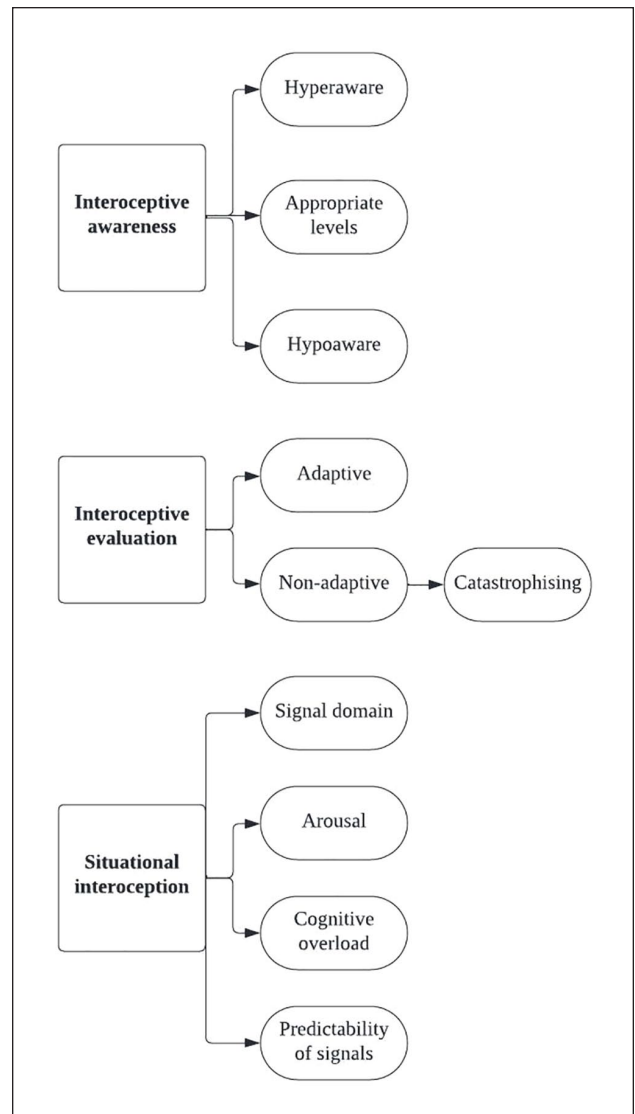 Hyperaware
Interoceptive
awareness
Appropriate
levels
Hypoaware
Adaptive
Interoceptive
evaluation
Non-adaptive
Catastrophising
Signal domain
Arousal
Situational
interoception
Cognitive
overload
Predictability
of signals